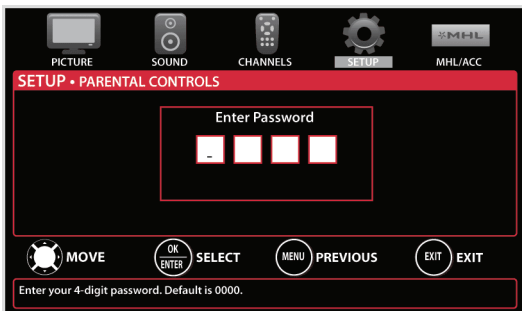 PICTURE SOUND CHANNELS SETUP MHL/ACC
MHL
SETUP • PARENTAL CONTROLS
Enter Password
_
MOVE OK ENTER SELECT MENU PREVIOUS EXIT EXIT
Enter your 4-digit password. Default is 0000.